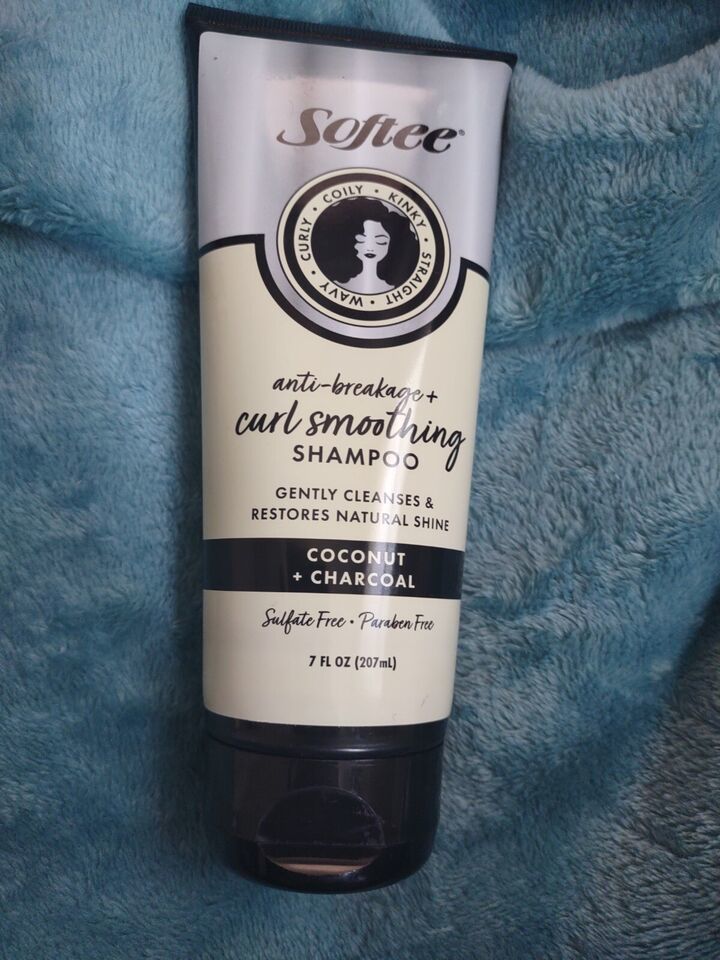 Softee®
WAVY • CURLY • COILY • KINKY • STRAIGHT •
anti-breakage +
curl smoothing
SHAMPOO
GENTLY CLEANSES &
RESTORES NATURAL SHINE
COCONUT
+ CHARCOAL
Sulfate Free • Paraben Free
7 FL OZ (207mL)